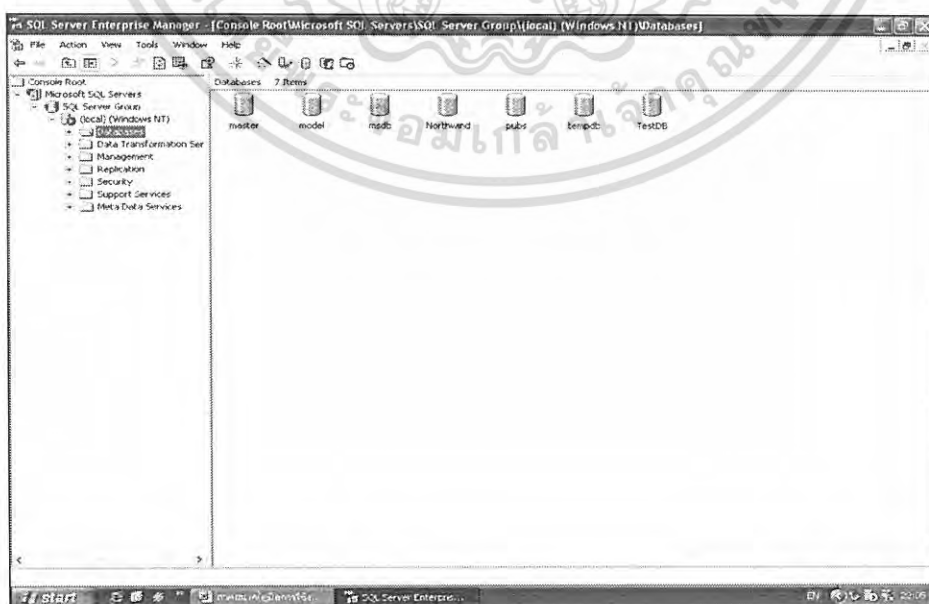 SQL Server Enterprise Manager - [Console Root\Microsoft SQL Servers\SQL Server Group\(local) (Windows NT)\Databases]
File Action View Tools Window Help
Console Root
Microsoft SQL Servers
SQL Server Group
(local) (Windows NT)
Databases
Data Transformation Ser
Management
Replication
Security
Support Services
Meta Data Services
Databases 7 Items
master model msdb Northwind pubs tempdb TestDB
start
SQL Server Enterpris...
EN
22:05